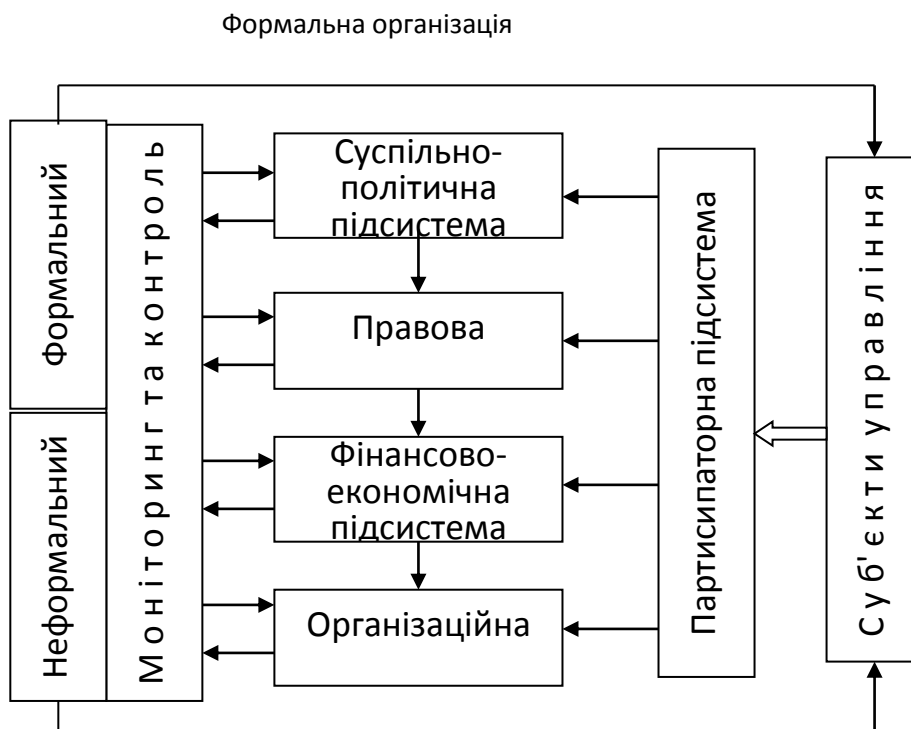 Формальна організація
Формальний
Неформальний
Моніторинг та контроль
Суспільно-
політична
підсистема
Правова
Фінансово-
економічна
підсистема
Організаційна
Партисипаторна підсистема
Суб'єкти управління